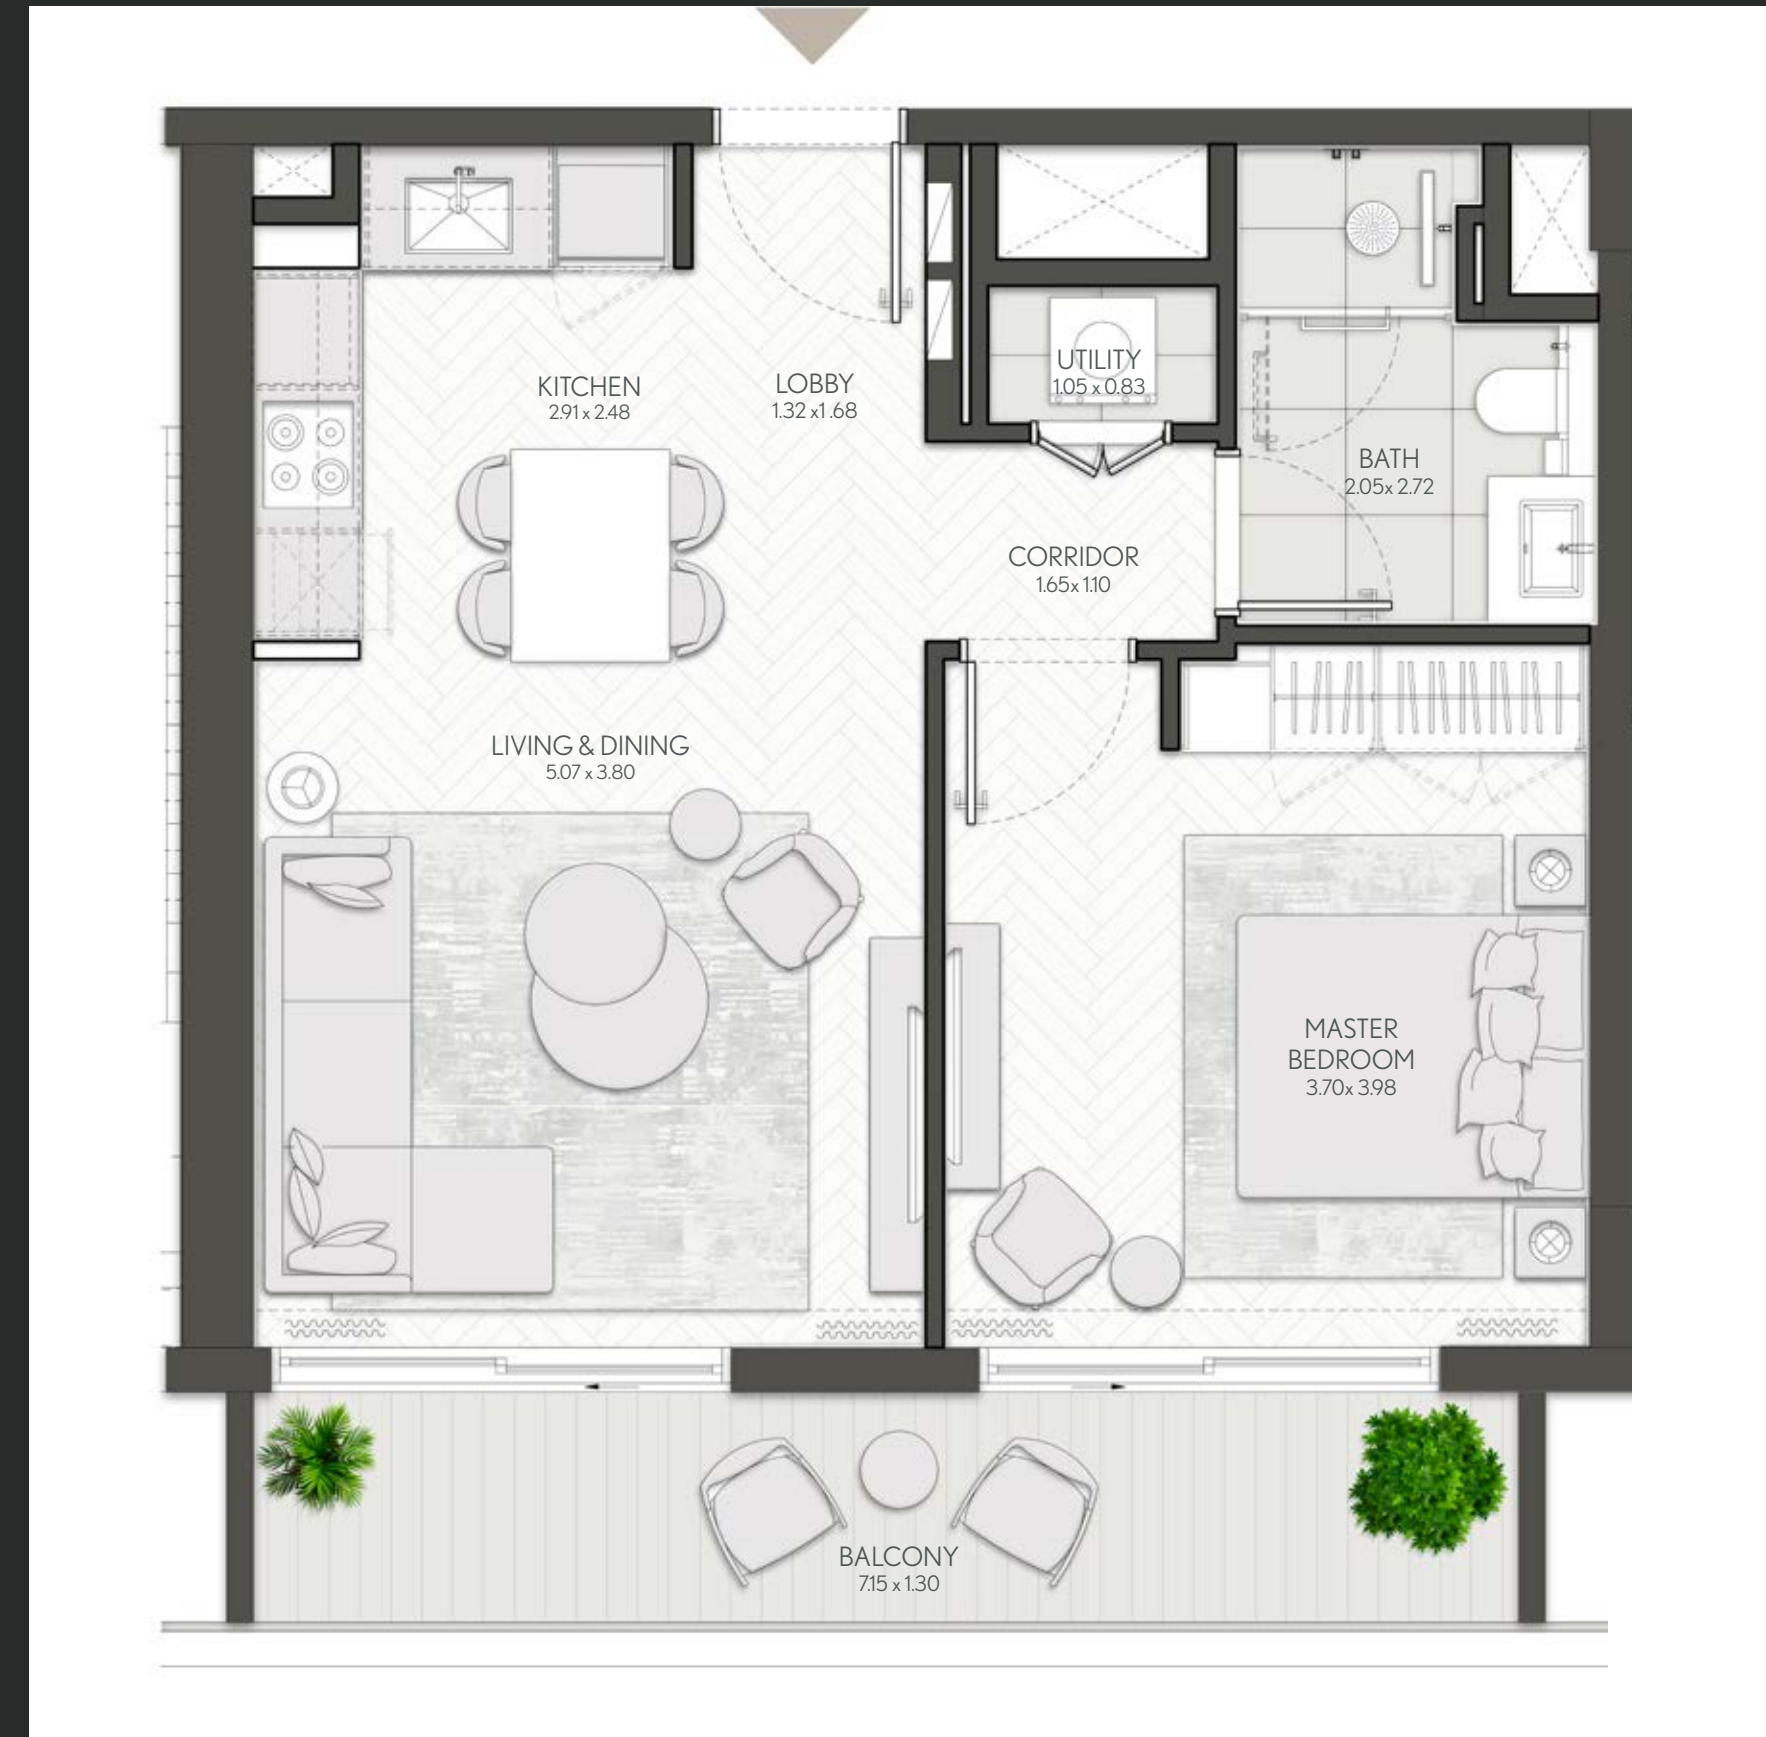 KITCHEN
2.91 x 2.48
LOBBY
1.32 x1.68
UTILITY
1.05 x 0.83
BATH
2.05x 2.72
CORRIDOR
1.65x 1.10
LIVING & DINING
5.07 x 3.80
MASTER
BEDROOM
3.70x 3.98
BALCONY
7.15 x 1.30